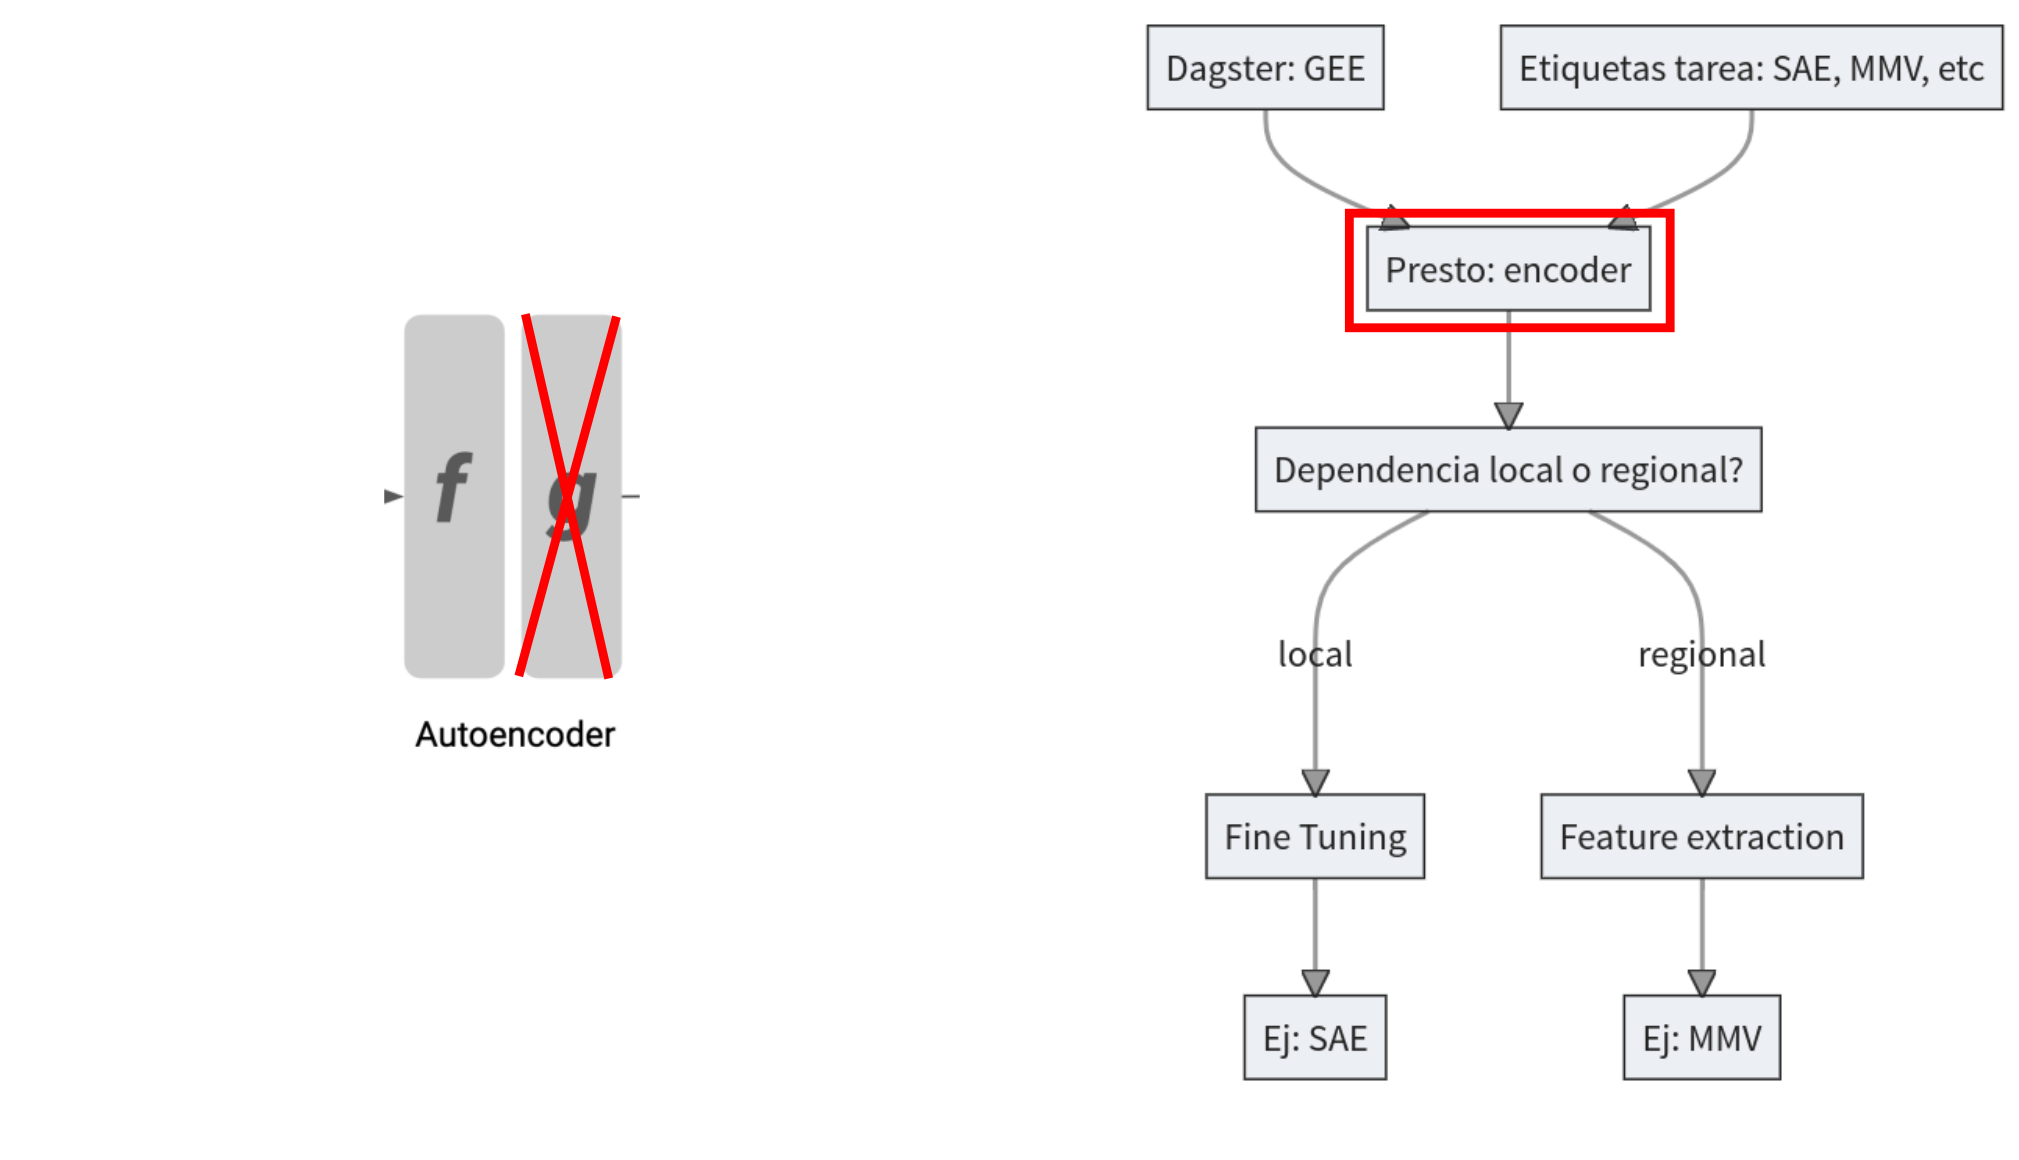 f
g
Autoencoder
Dagster: GEE
Etiquetas tarea: SAE, MMV, etc
Presto: encoder
Dependencia local o regional?
local
regional
Fine Tuning
Feature extraction
Ej: SAE
Ej: MMV